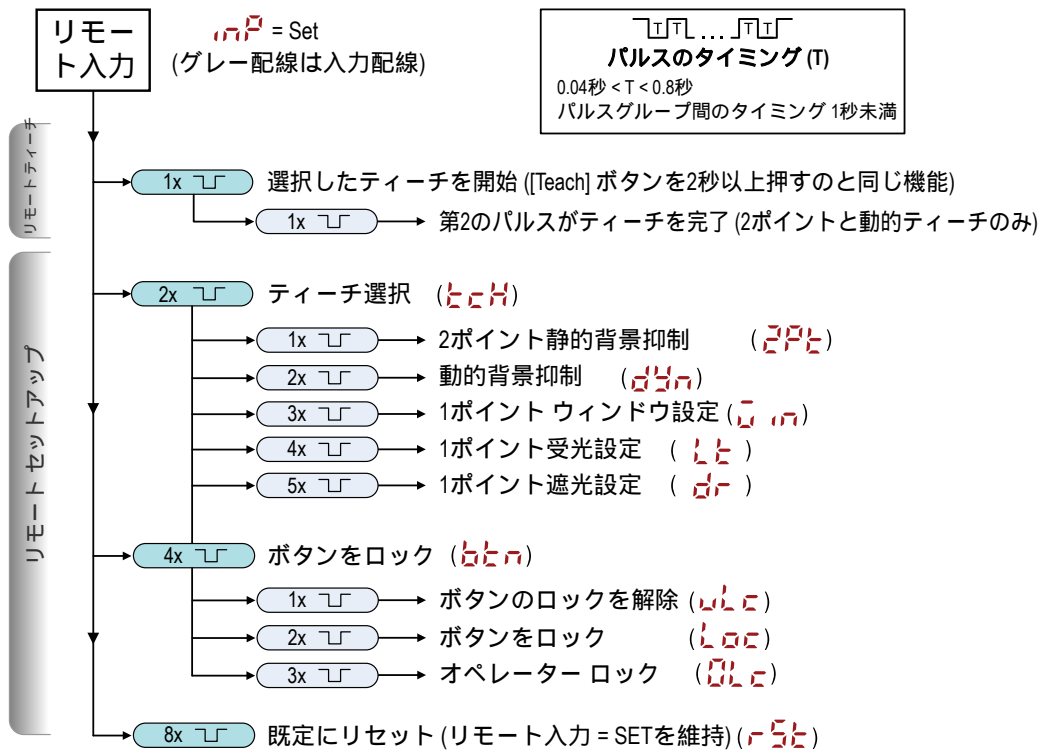 リモー
ト入力
inP = Set
(グレー配線は入力配線)
T T ... T T
パルスのタイミング (T)
0.04秒 < T < 0.8秒
パルスグループ間のタイミング 1秒未満
リモートティーチ
1x 選択したティーチを開始 ([Teach] ボタンを2秒以上押すのと同じ機能)
1x 第2のパルスがティーチを完了 (2ポイントと動的ティーチのみ)
リモートセットアップ
2x ティーチ選択 (tcH)
1x 2ポイント静的背景抑制 (2Pt)
2x 動的背景抑制 (dYn)
3x 1ポイント ウィンドウ設定 (Win)
4x 1ポイント受光設定 ( Lt )
5x 1ポイント遮光設定 ( dr )
4x ボタンをロック (btn)
1x ボタンのロックを解除 (uLc)
2x ボタンをロック (Loc)
3x オペレーター ロック (OLc)
8x 既定にリセット (リモート入力 = SETを維持) (rSt)